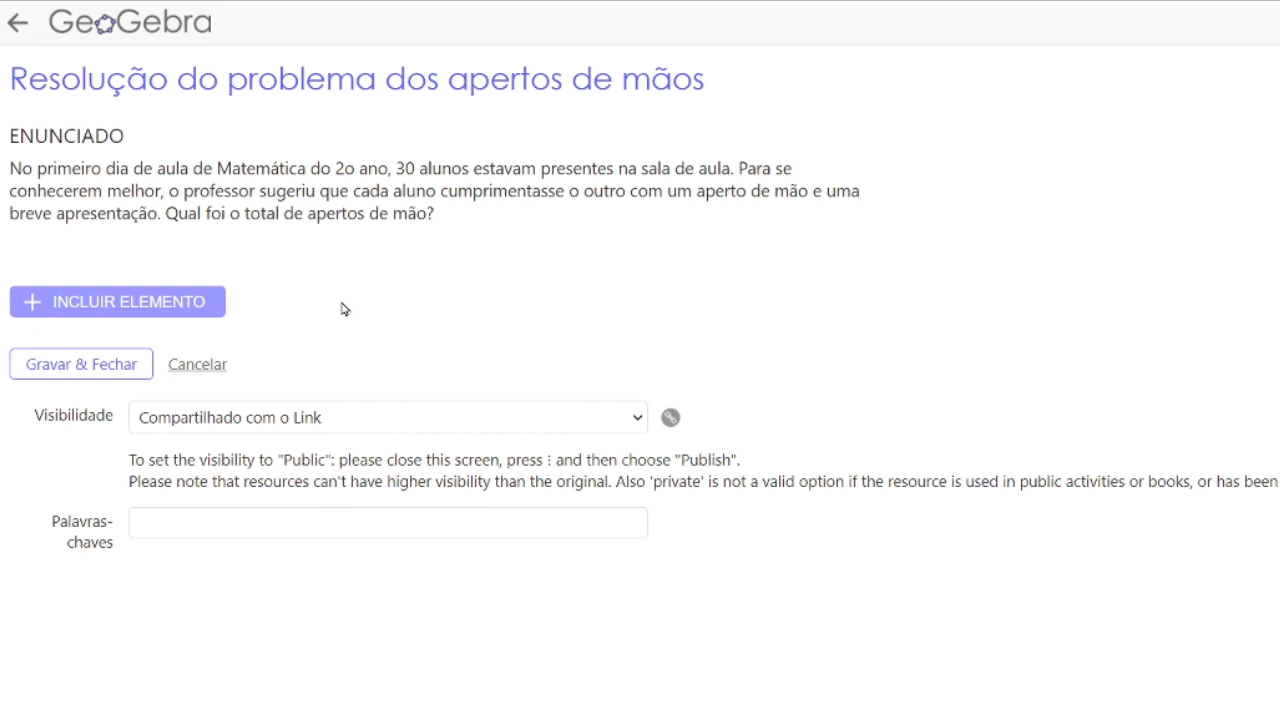 GeoGebra
Resolução do problema dos apertos de mãos
ENUNCIADO
No primeiro dia de aula de Matemática do 2o ano, 30 alunos estavam presentes na sala de aula. Para se
conhecerem melhor, o professor sugeriu que cada aluno cumprimentasse o outro com um aperto de mão e uma
breve apresentação. Qual foi o total de apertos de mão?
INCLUIR ELEMENTO
Gravar & Fechar Cancelar
Visibilidade Compartilhado com o Link
To set the visibility to "Public": please close this screen, press ⋮ and then choose "Publish".
Please note that resources can't have higher visibility than the original. Also 'private' is not a valid option if the resource is used in public activities or books, or has been
Palavras-
chaves